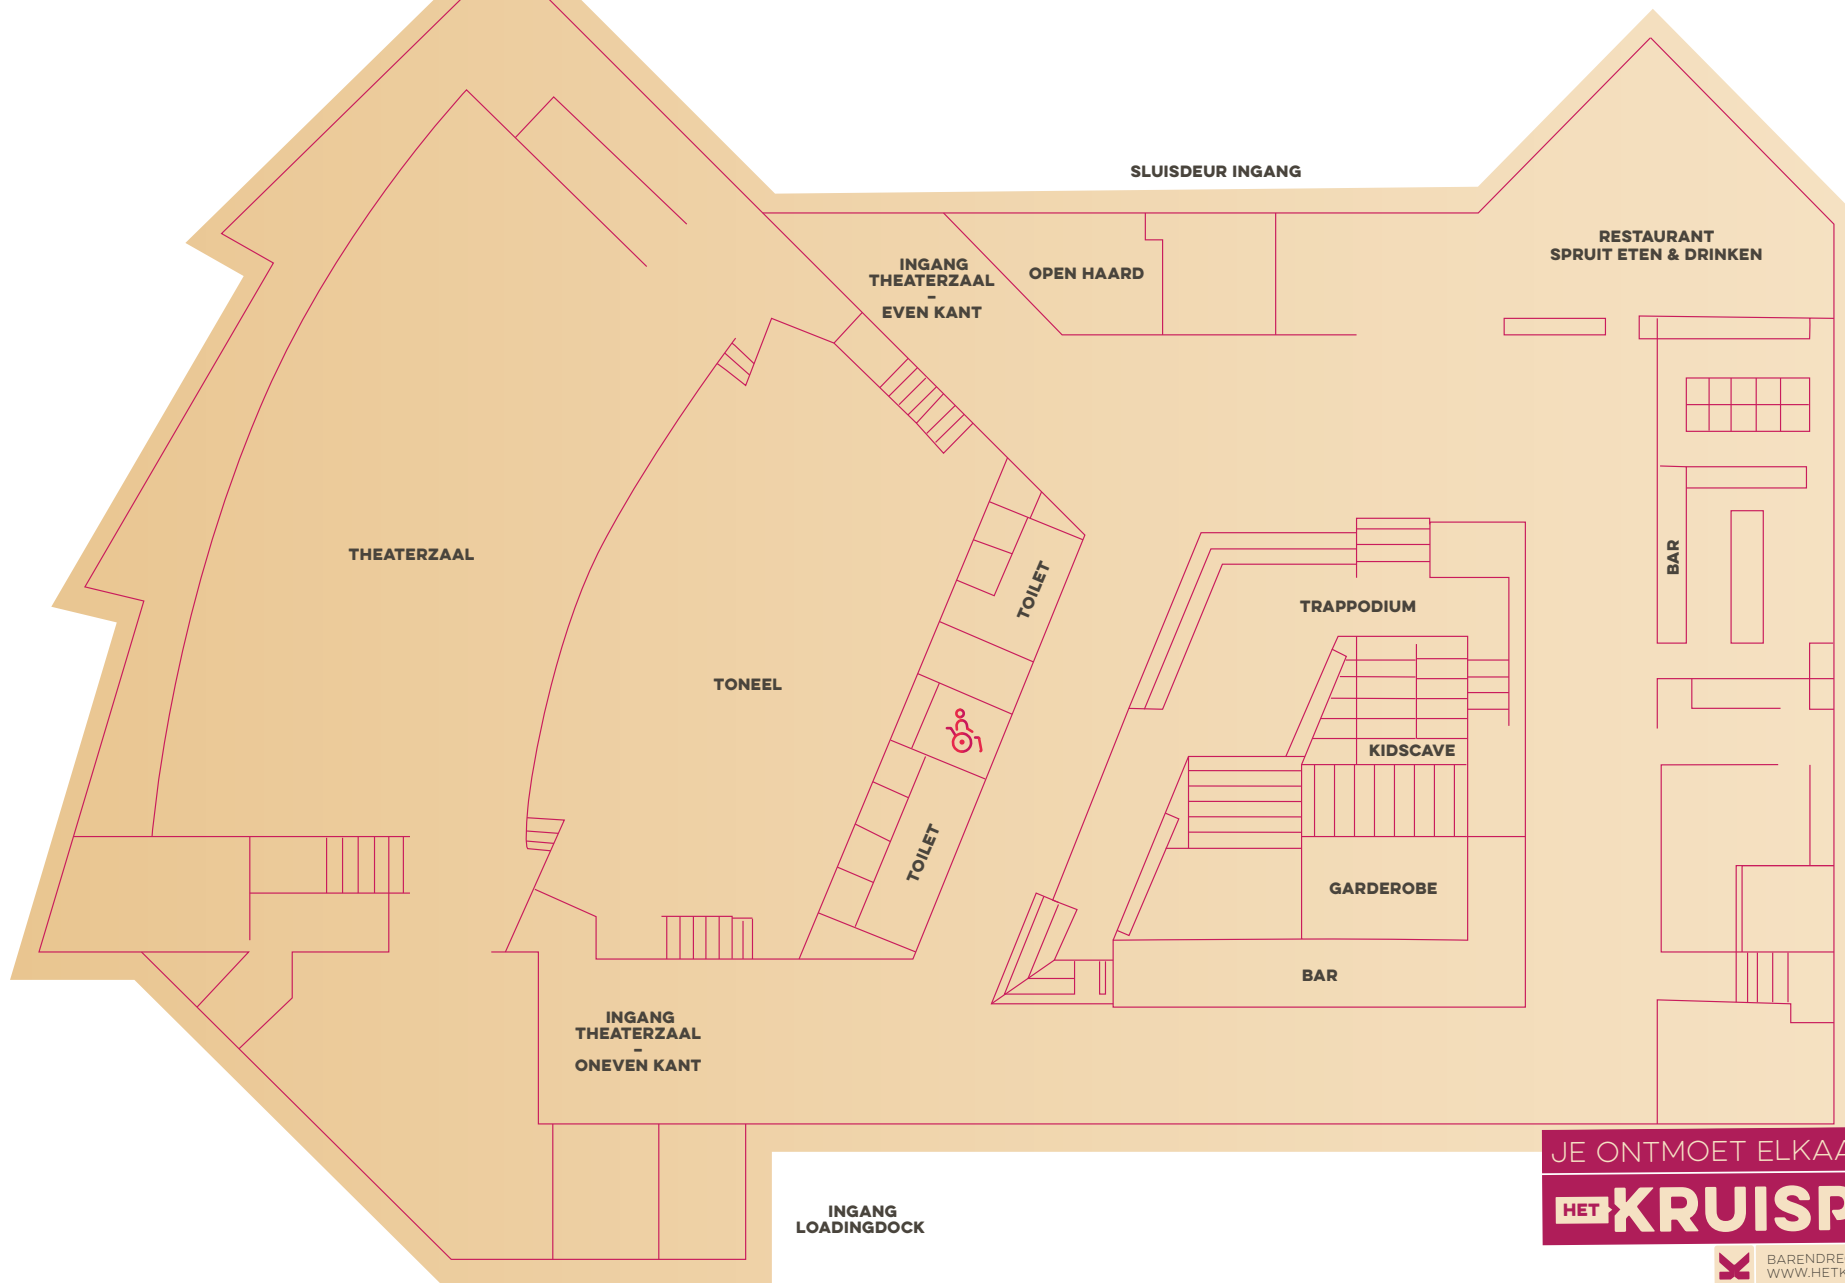 SLUISDEUR INGANG
RESTAURANT
SPRUIT ETEN & DRINKEN
INGANG
THEATERZAAL
–
EVEN KANT
OPEN HAARD
THEATERZAAL
TONEEL
TOILET
TOILET
TRAPPODIUM
BAR
KIDSCAVE
GARDEROBE
BAR
INGANG
THEATERZAAL
–
ONEVEN KANT
INGANG
LOADINGDOCK
JE ONTMOET ELKAA
HET KRUISP
BARENDRE
WWW.HETK